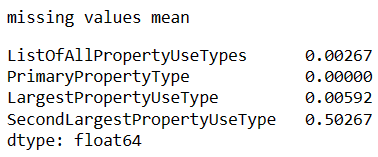 missing values mean
ListOfAllPropertyUseTypes 0.00267
PrimaryPropertyType 0.00000
LargestPropertyUseType 0.00592
SecondLargestPropertyUseType 0.50267
dtype: float64